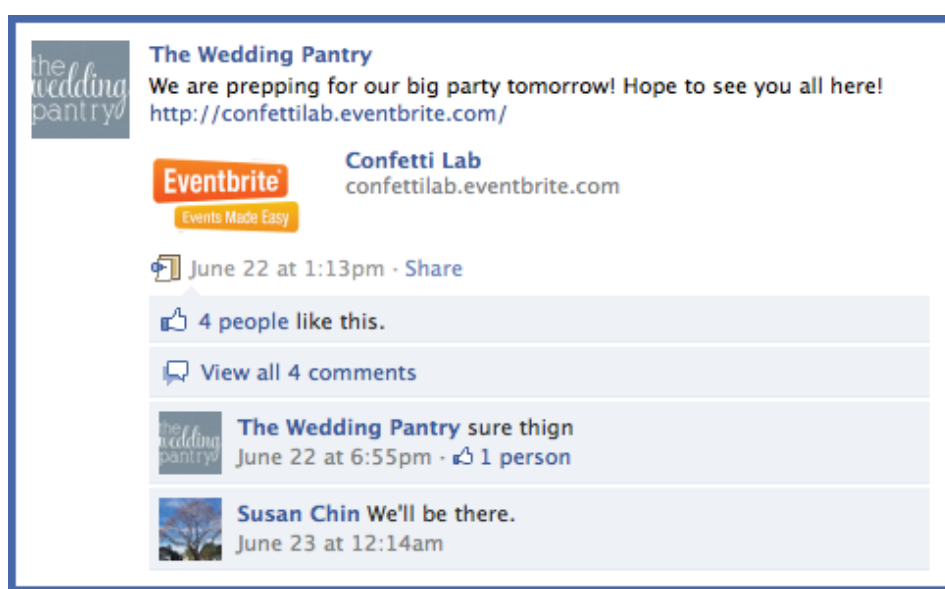 the
wedding
pantry
The Wedding Pantry
We are prepping for our big party tomorrow! Hope to see you all here!
http://confettilab.eventbrite.com/
Eventbrite
Events Made Easy
Confetti Lab
confettilab.eventbrite.com
June 22 at 1:13pm · Share
4 people like this.
View all 4 comments
the
wedding
pantry
The Wedding Pantry sure thign
June 22 at 6:55pm · 1 person
Susan Chin We'll be there.
June 23 at 12:14am